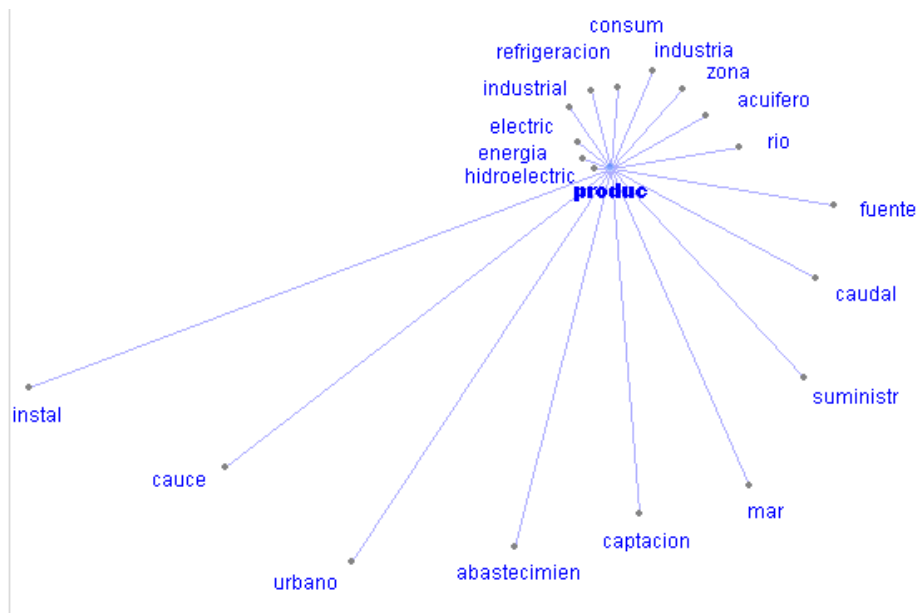 consum
refrigeracion
industria
zona
industrial
acuifero
electric
rio
energia
hidroelectric
produc
fuente
caudal
suministr
instal
cauce
mar
captacion
abastecimien
urbano